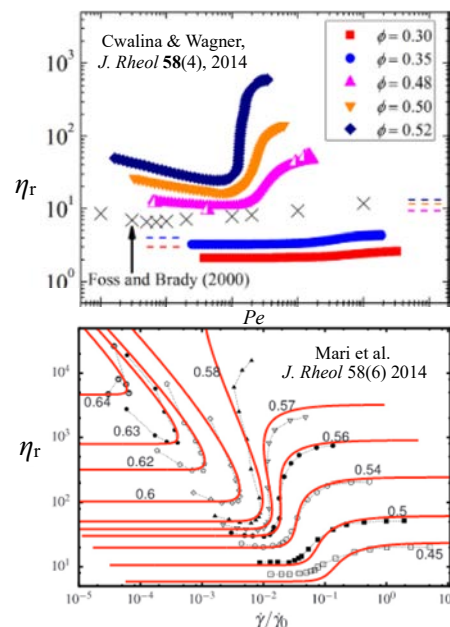 Cwalina & Wagner,
J. Rheol 58(4), 2014
ϕ = 0.30
ϕ = 0.35
ϕ = 0.48
ϕ = 0.50
ϕ = 0.52
10³
10²
ηr
10¹
10⁰
Foss and Brady (2000)
Pe
Mari et al.
J. Rheol 58(6) 2014
10⁴
ηr
10³
10²
10¹
0.64
0.63
0.62
0.6
0.58
0.57
0.56
0.54
0.5
0.45
10⁻⁵
10⁻⁴
10⁻³
10⁻²
10⁻¹
10⁰
10¹
γ̇/γ̇₀